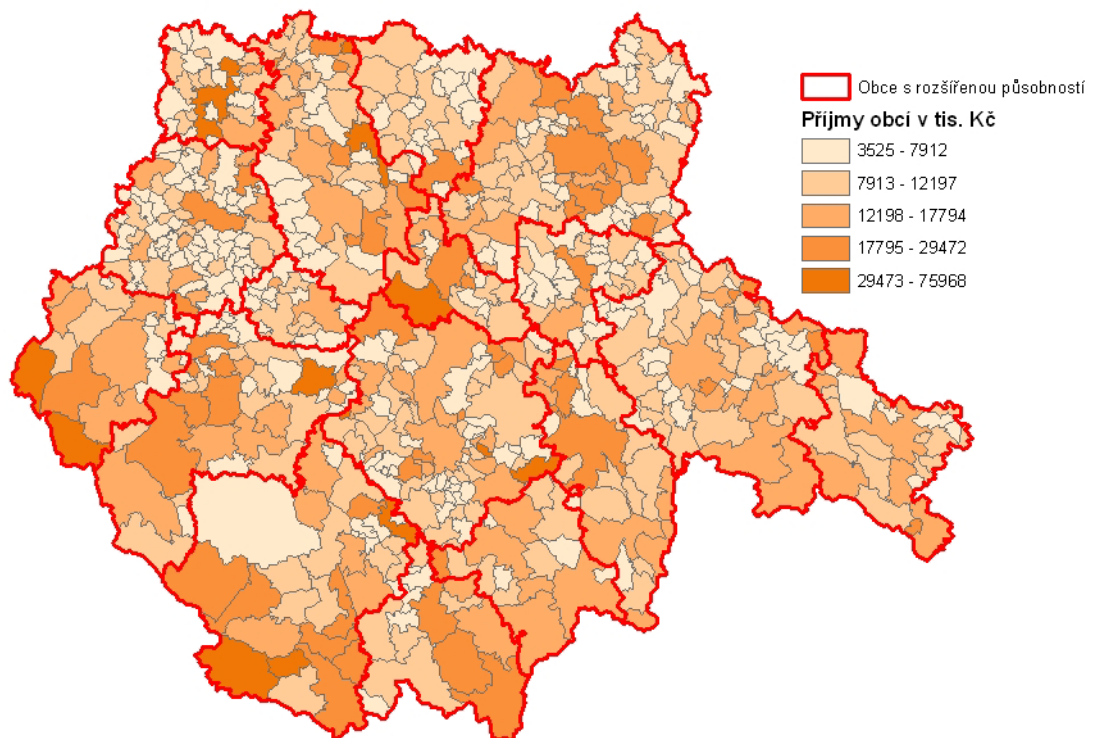 Obce s rozšířenou působností
Příjmy obcí v tis. Kč
3525 - 7912
7913 - 12197
12198 - 17794
17795 - 29472
29473 - 75968